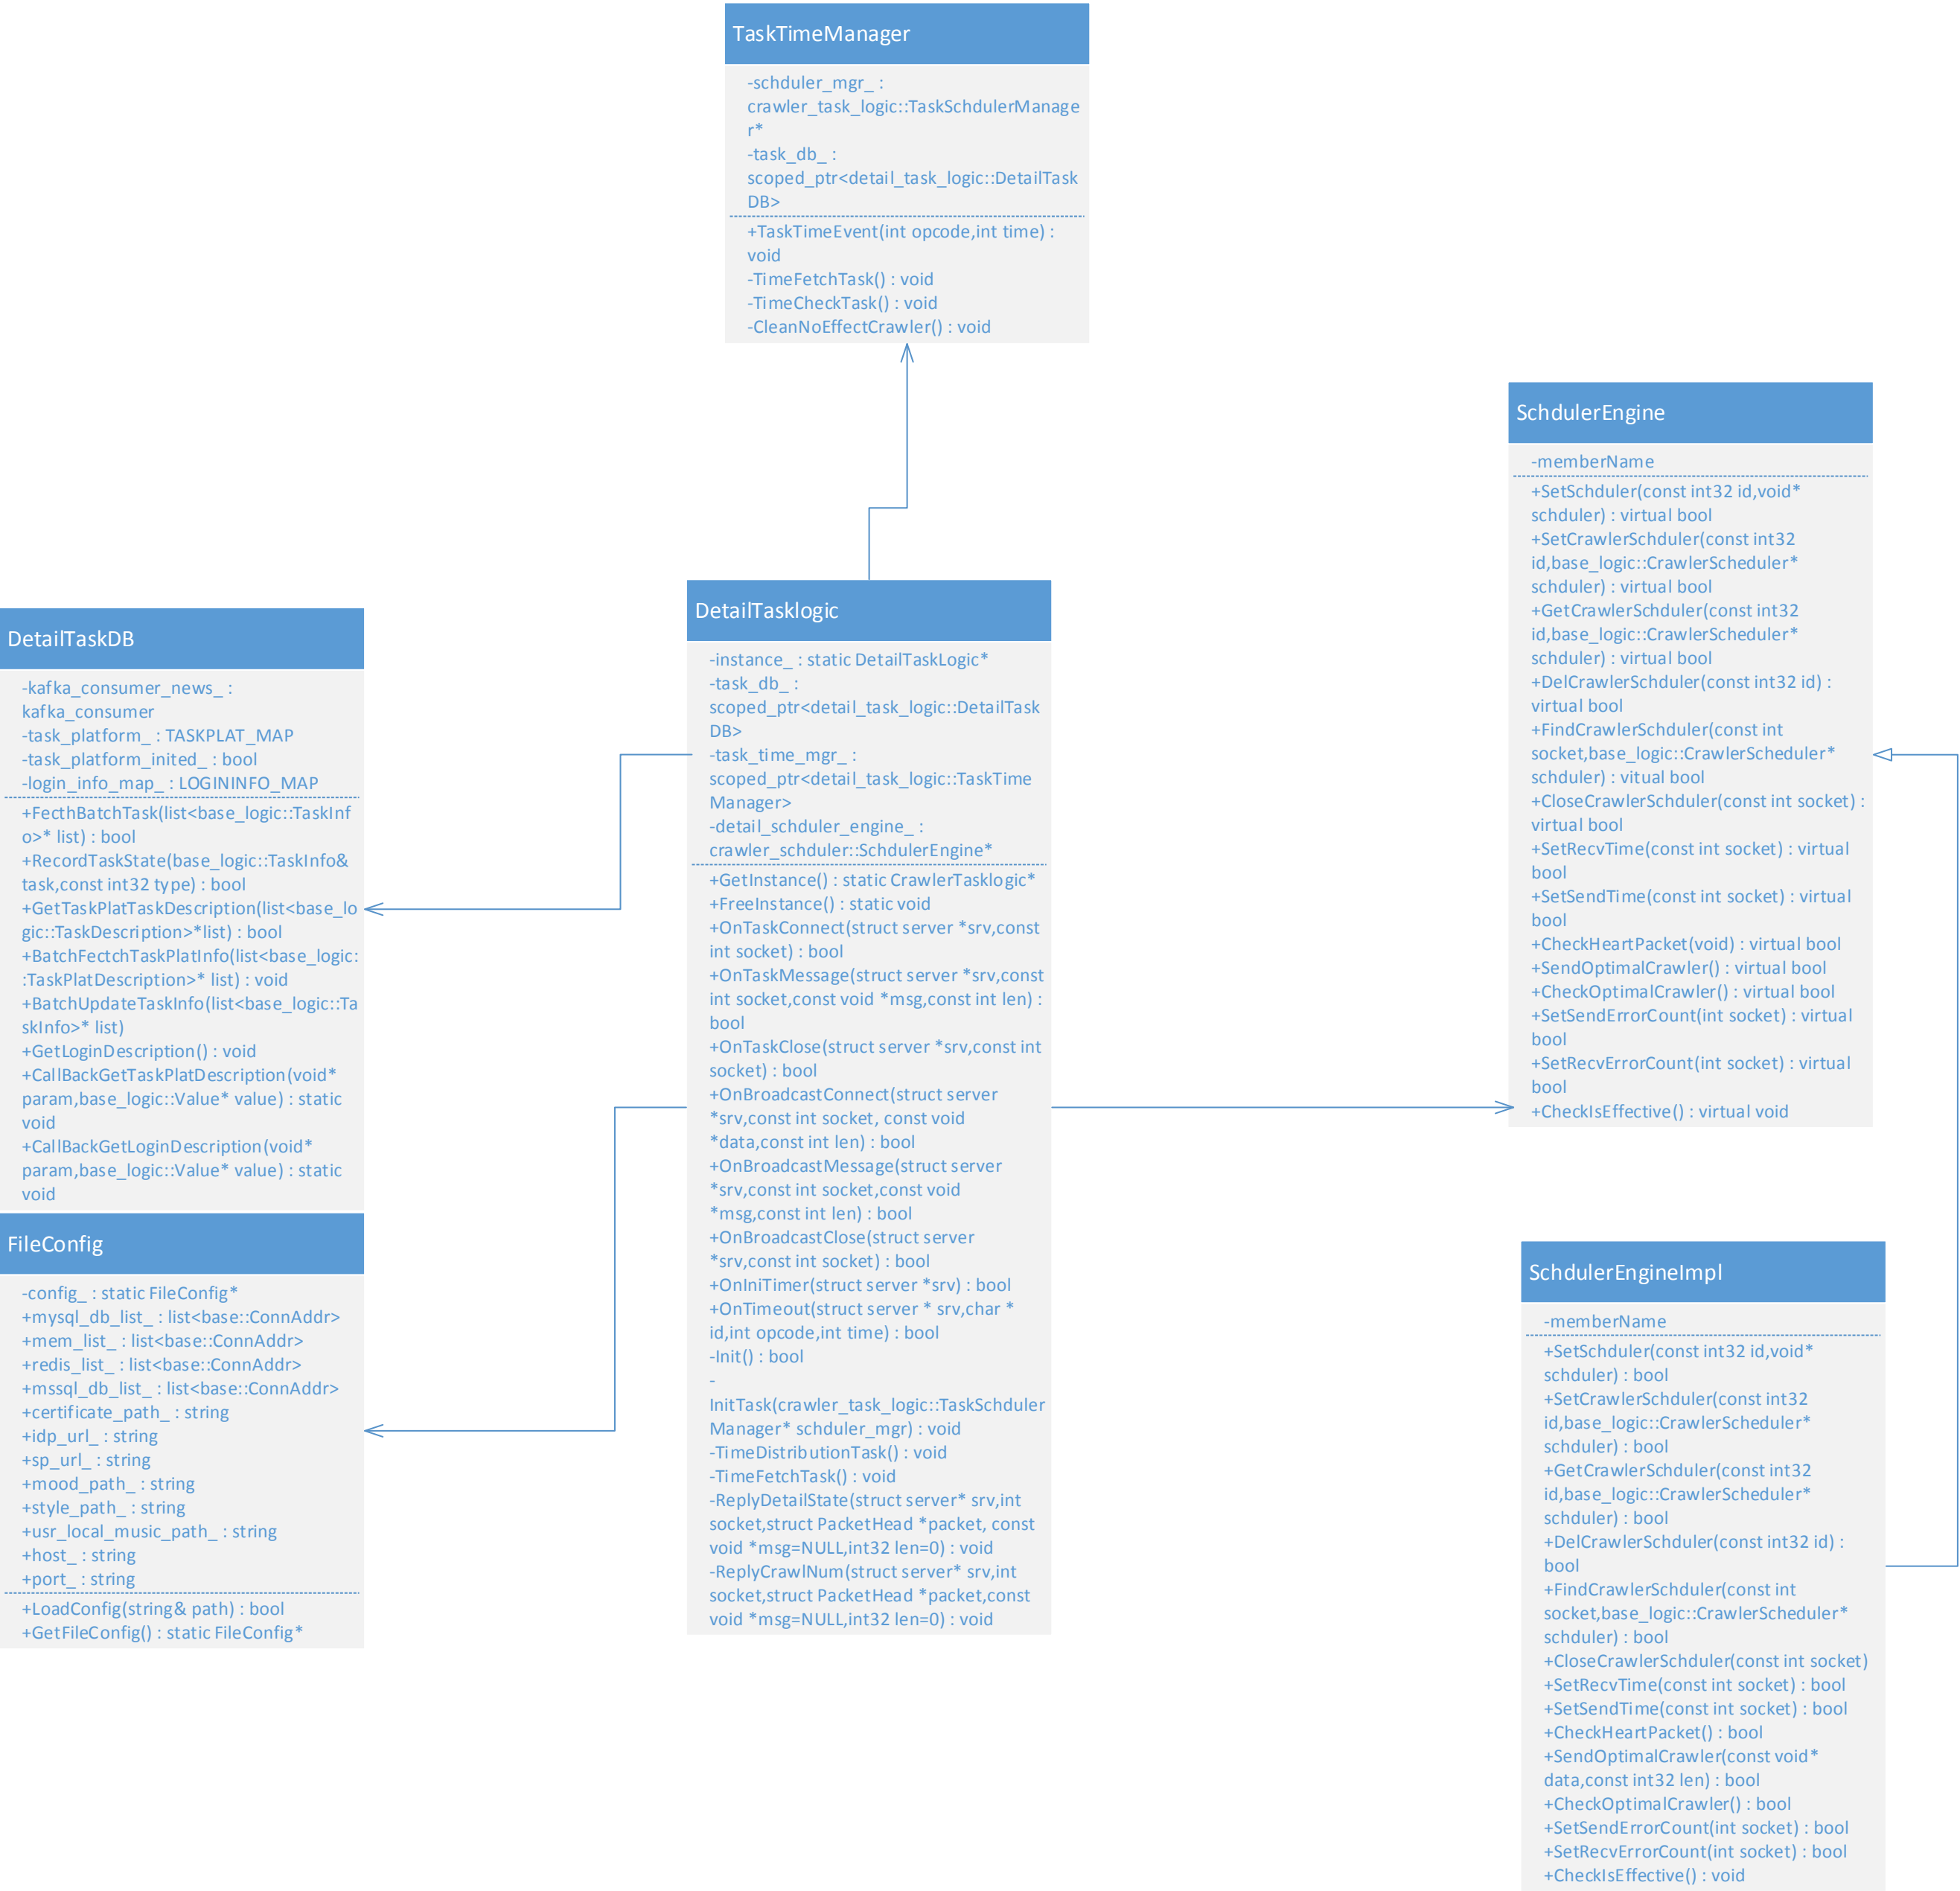 TaskTimeManager
-schduler_mgr_ :
crawler_task_logic::TaskSchdulerManage
r*
-task_db_ :
scoped_ptr<detail_task_logic::DetailTask
DB>
+TaskTimeEvent(int opcode,int time) :
void
-TimeFetchTask() : void
-TimeCheckTask() : void
-CleanNoEffectCrawler() : void
SchdulerEngine
-memberName
+SetSchduler(const int32 id,void*
schduler) : virtual bool
+SetCrawlerSchduler(const int32
id,base_logic::CrawlerScheduler*
schduler) : virtual bool
+GetCrawlerSchduler(const int32
id,base_logic::CrawlerScheduler*
schduler) : virtual bool
+DelCrawlerSchduler(const int32 id) :
virtual bool
+FindCrawlerSchduler(const int
socket,base_logic::CrawlerScheduler*
schduler) : vitual bool
+CloseCrawlerSchduler(const int socket) :
virtual bool
+SetRecvTime(const int socket) : virtual
bool
+SetSendTime(const int socket) : virtual
bool
+CheckHeartPacket(void) : virtual bool
+SendOptimalCrawler() : virtual bool
+CheckOptimalCrawler() : virtual bool
+SetSendErrorCount(int socket) : virtual
bool
+SetRecvErrorCount(int socket) : virtual
bool
+CheckIsEffective() : virtual void
DetailTasklogic
-instance_ : static DetailTaskLogic*
-task_db_ :
scoped_ptr<detail_task_logic::DetailTask
DB>
-task_time_mgr_ :
scoped_ptr<detail_task_logic::TaskTime
Manager>
-detail_schduler_engine_ :
crawler_schduler::SchdulerEngine*
+GetInstance() : static CrawlerTasklogic*
+FreeInstance() : static void
+OnTaskConnect(struct server *srv,const
int socket) : bool
+OnTaskMessage(struct server *srv,const
int socket,const void *msg,const int len) :
bool
+OnTaskClose(struct server *srv,const int
socket) : bool
+OnBroadcastConnect(struct server
*srv,const int socket, const void
*data,const int len) : bool
+OnBroadcastMessage(struct server
*srv,const int socket,const void
*msg,const int len) : bool
+OnBroadcastClose(struct server
*srv,const int socket) : bool
+OnIniTimer(struct server *srv) : bool
+OnTimeout(struct server * srv,char *
id,int opcode,int time) : bool
-Init() : bool
-
InitTask(crawler_task_logic::TaskSchduler
Manager* schduler_mgr) : void
-TimeDistributionTask() : void
-TimeFetchTask() : void
-ReplyDetailState(struct server* srv,int
socket,struct PacketHead *packet, const
void *msg=NULL,int32 len=0) : void
-ReplyCrawlNum(struct server* srv,int
socket,struct PacketHead *packet,const
void *msg=NULL,int32 len=0) : void
DetailTaskDB
-kafka_consumer_news_ :
kafka_consumer
-task_platform_ : TASKPLAT_MAP
-task_platform_inited_ : bool
-login_info_map_ : LOGININFO_MAP
+FecthBatchTask(list<base_logic::TaskInf
o>* list) : bool
+RecordTaskState(base_logic::TaskInfo&
task,const int32 type) : bool
+GetTaskPlatTaskDescription(list<base_lo
gic::TaskDescription>*list) : bool
+BatchFectchTaskPlatInfo(list<base_logic:
:TaskPlatDescription>* list) : void
+BatchUpdateTaskInfo(list<base_logic::Ta
skInfo>* list)
+GetLoginDescription() : void
+CallBackGetTaskPlatDescription(void*
param,base_logic::Value* value) : static
void
+CallBackGetLoginDescription(void*
param,base_logic::Value* value) : static
void
FileConfig
-config_ : static FileConfig*
+mysql_db_list_ : list<base::ConnAddr>
+mem_list_ : list<base::ConnAddr>
+redis_list_ : list<base::ConnAddr>
+mssql_db_list_ : list<base::ConnAddr>
+certificate_path_ : string
+idp_url_ : string
+sp_url_ : string
+mood_path_ : string
+style_path_ : string
+usr_local_music_path_ : string
+host_ : string
+port_ : string
+LoadConfig(string& path) : bool
+GetFileConfig() : static FileConfig*
SchdulerEngineImpl
-memberName
+SetSchduler(const int32 id,void*
schduler) : bool
+SetCrawlerSchduler(const int32
id,base_logic::CrawlerScheduler*
schduler) : bool
+GetCrawlerSchduler(const int32
id,base_logic::CrawlerScheduler*
schduler) : bool
+DelCrawlerSchduler(const int32 id) :
bool
+FindCrawlerSchduler(const int
socket,base_logic::CrawlerScheduler*
schduler) : bool
+CloseCrawlerSchduler(const int socket)
+SetRecvTime(const int socket) : bool
+SetSendTime(const int socket) : bool
+CheckHeartPacket() : bool
+SendOptimalCrawler(const void*
data,const int32 len) : bool
+CheckOptimalCrawler() : bool
+SetSendErrorCount(int socket) : bool
+SetRecvErrorCount(int socket) : bool
+CheckIsEffective() : void